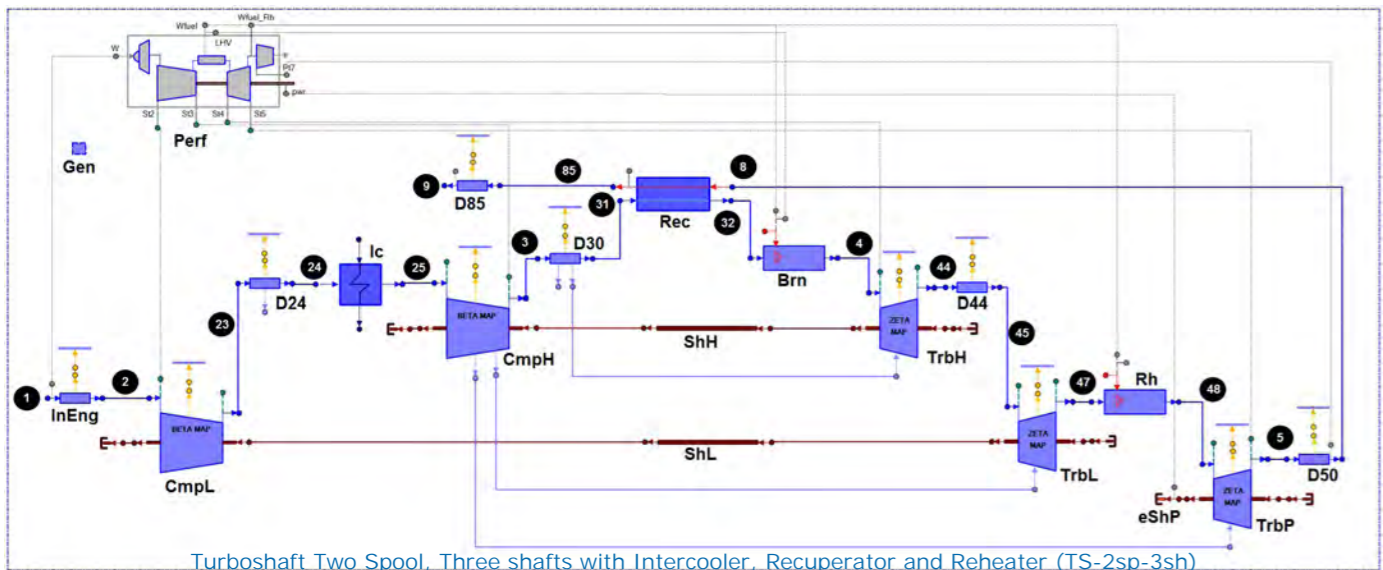 Wfuel_Rh
Wfuel
LHV
W
Pt7
pwr
St2 St3 St4 St5
Perf
Gen
9 85 8
D85 31 Rec 32
3 D30
23 D24 24 Ic 25
BETA MAP
CmpH
Brn 4
ZETA
MAP
TrbH
44 D44
ShH
45
1 InEng 2
BETA MAP
CmpL
ShL
ZETA
MAP
TrbL
47 Rh 48
ZETA
MAP
TrbP
5 D50
eShP
Turboshaft Two Spool, Three shafts with Intercooler, Recuperator and Reheater (TS-2sp-3sh)